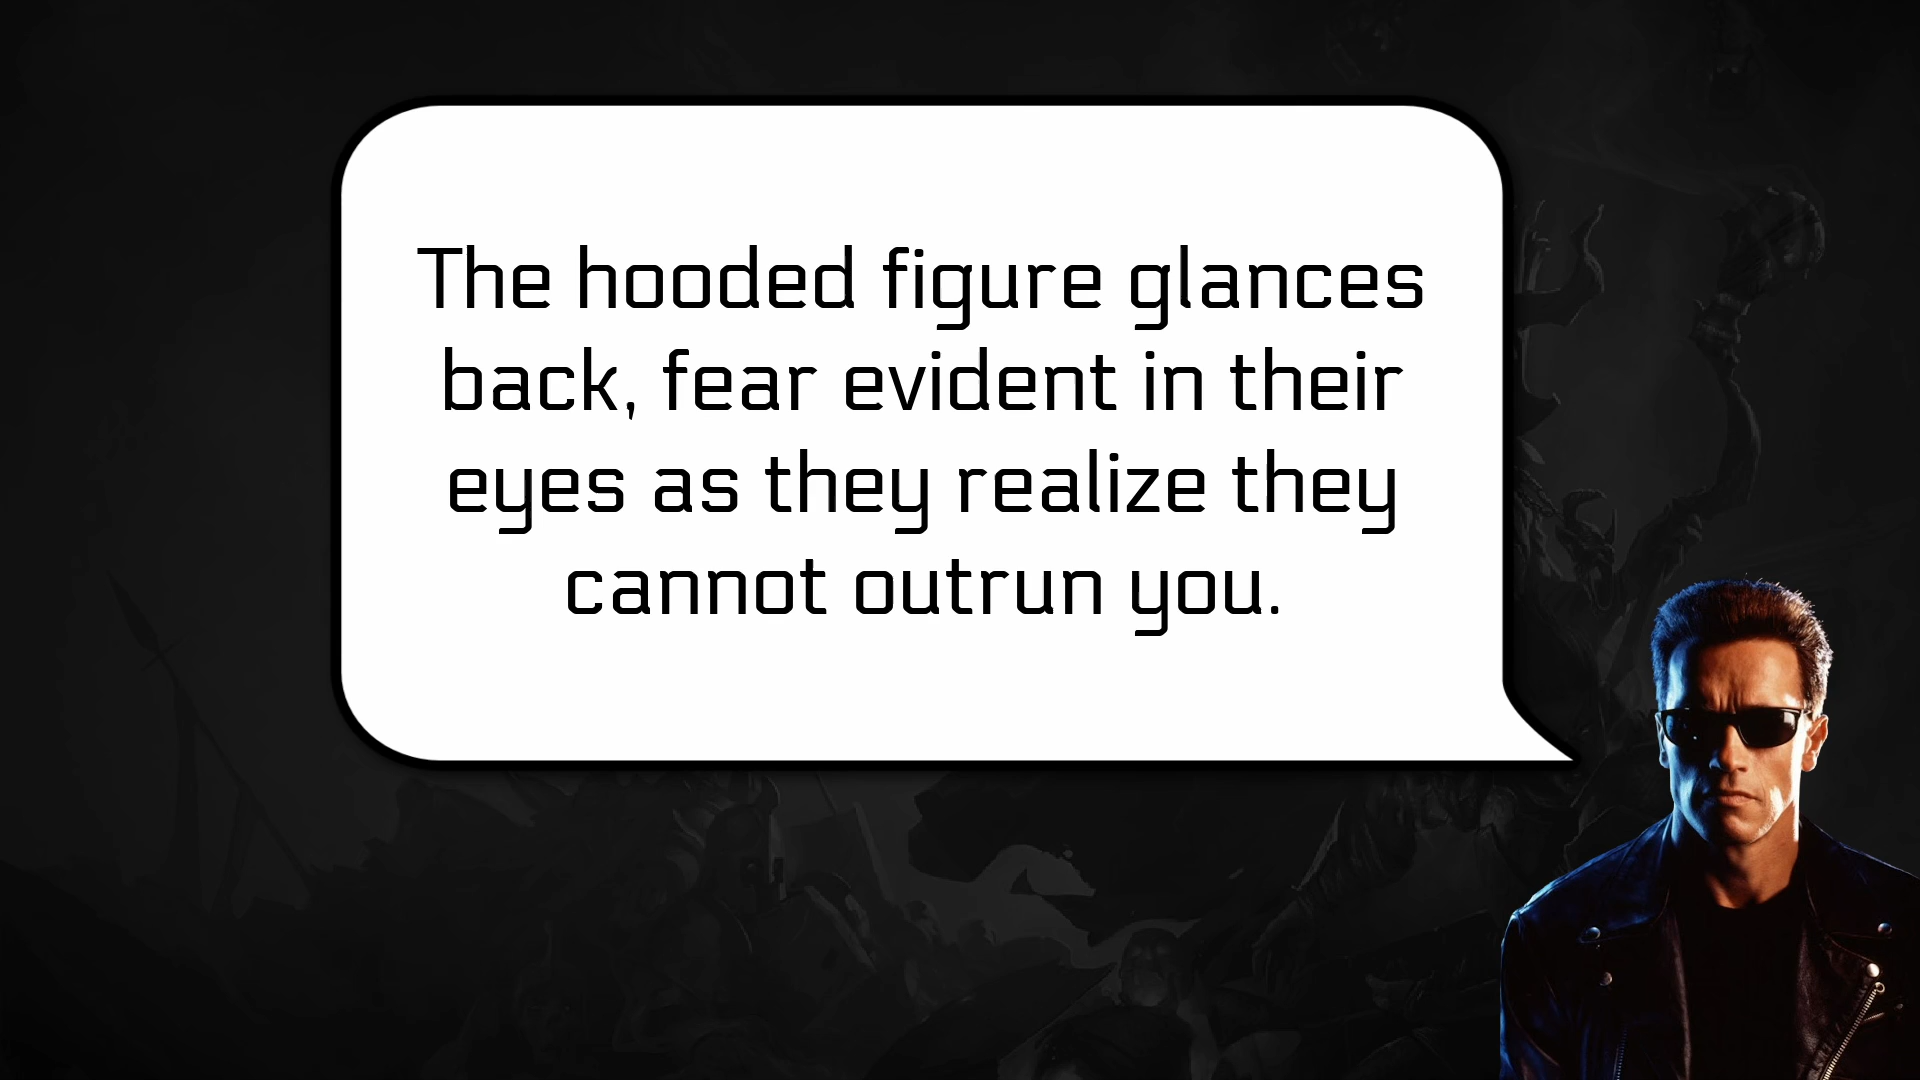 The hooded figure glances
back, fear evident in their
eyes as they realize they
cannot outrun you.